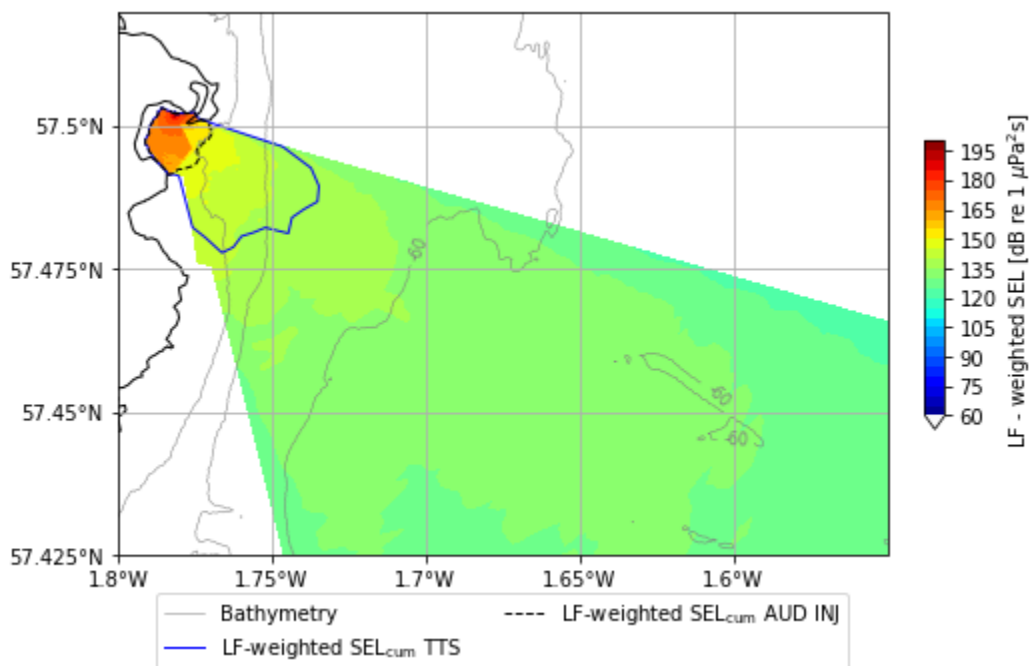 57.5°N
57.475°N
57.45°N
57.425°N
1.8°W 1.75°W 1.7°W 1.65°W 1.6°W
60
-60
-60
195
180
165
150
135
120
105
90
75
60
LF - weighted SEL [dB re 1 µPa²s]
Bathymetry
LF-weighted SELcum TTS
LF-weighted SELcum AUD INJ